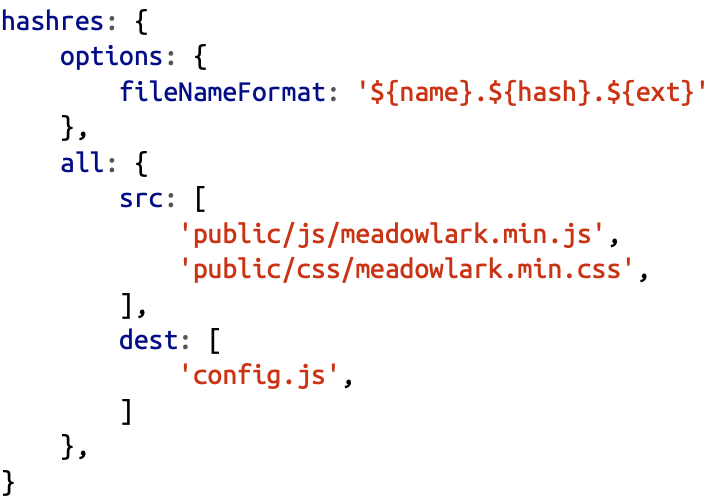 hashres: {
    options: {
        fileNameFormat: '${name}.${hash}.${ext}'
    },
    all: {
        src: [
            'public/js/meadowlark.min.js',
            'public/css/meadowlark.min.css',
        ],
        dest: [
            'config.js',
        ]
    },
}